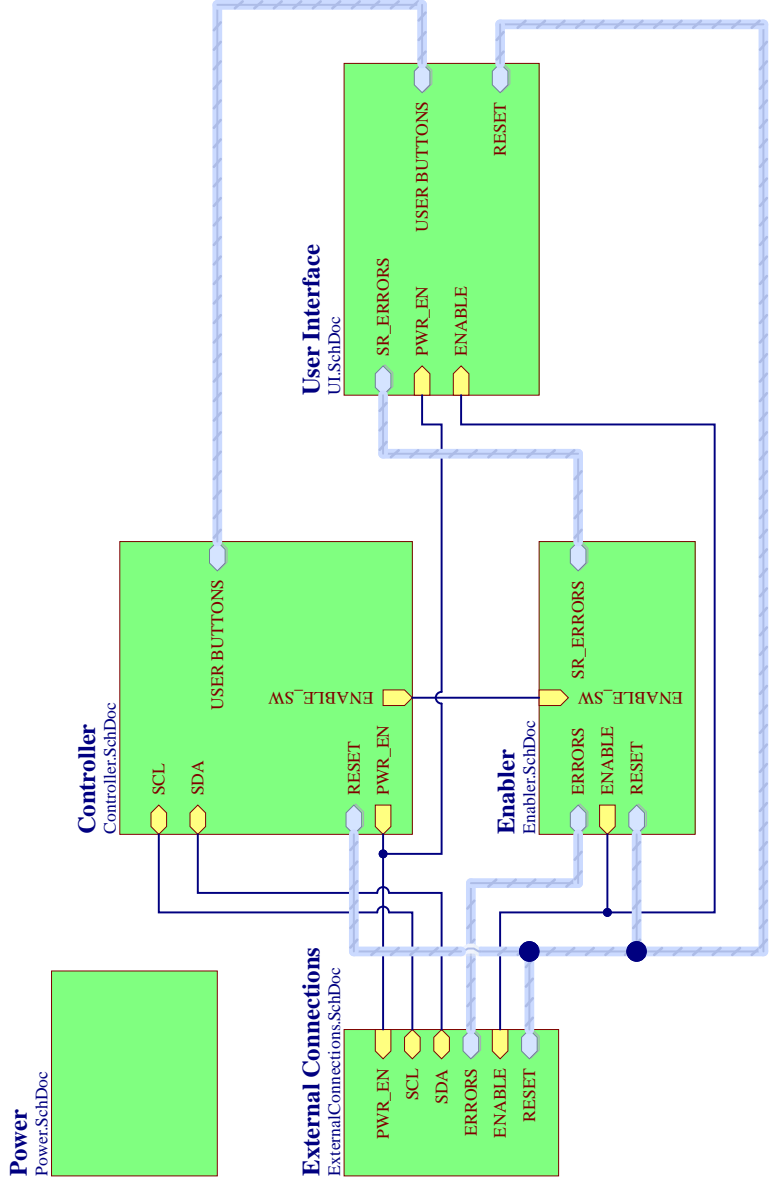 Power
Power.SchDoc
External Connections
ExternalConnections.SchDoc
PWR_EN
SCL
SDA
ERRORS
ENABLE
RESET
Controller
Controller.SchDoc
SCL
SDA
RESET
PWR_EN
ENABLE_SW
USER BUTTONS
Enabler
Enabler.SchDoc
ERRORS
ENABLE
RESET
ENABLE_SW
SR_ERRORS
User Interface
UI.SchDoc
SR_ERRORS
PWR_EN
ENABLE
USER BUTTONS
RESET